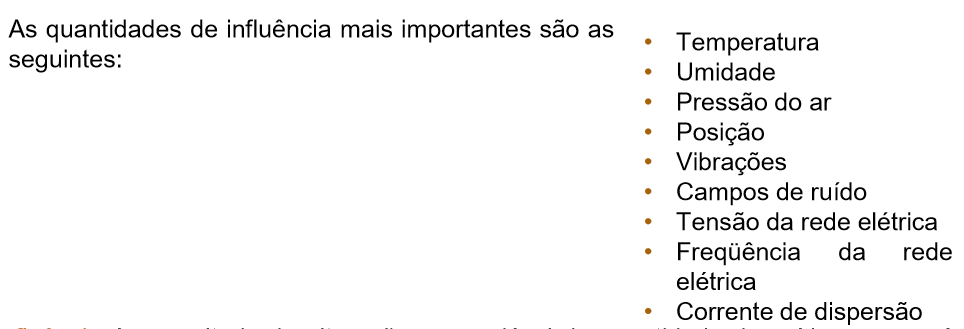 As quantidades de influência mais importantes são as
seguintes:
• Temperatura
• Umidade
• Pressão do ar
• Posição
• Vibrações
• Campos de ruído
• Tensão da rede elétrica
• Freqüência da rede
elétrica
• Corrente de dispersão